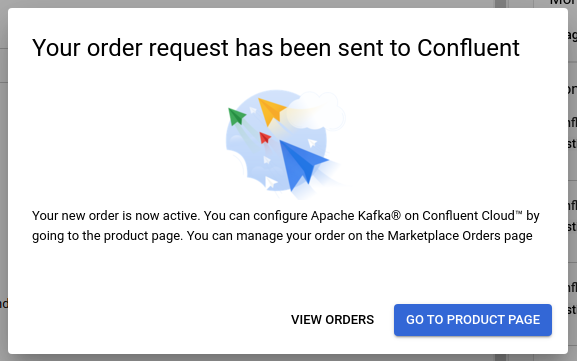 Your order request has been sent to Confluent
Your new order is now active. You can configure Apache Kafka® on Confluent Cloud™ by
going to the product page. You can manage your order on the Marketplace Orders page
VIEW ORDERS
GO TO PRODUCT PAGE